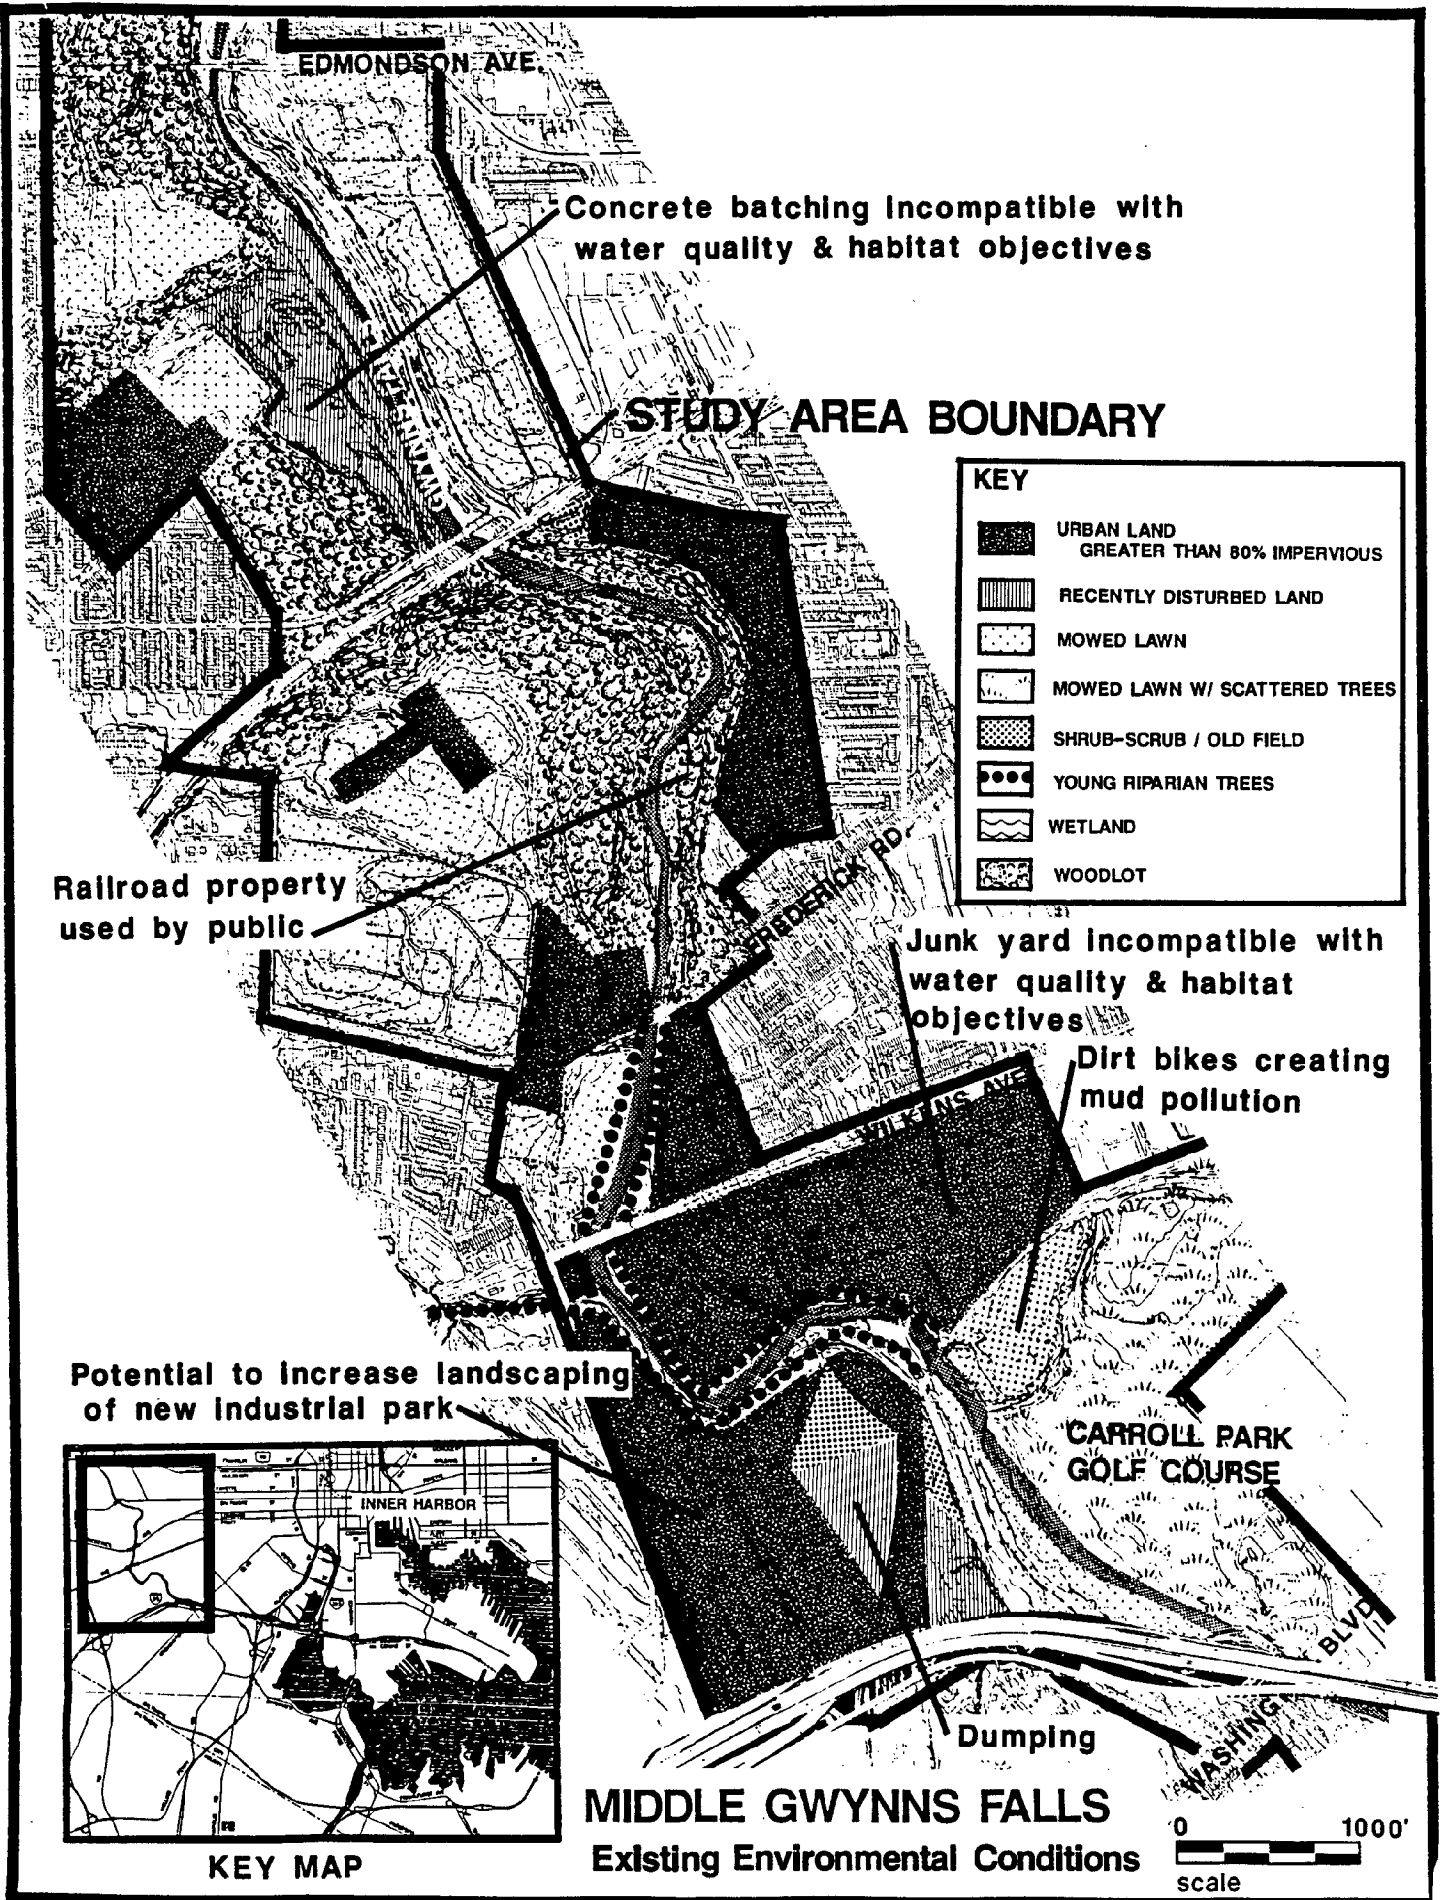 EDMONDSON AVE.
Concrete batching incompatible with
water quality & habitat objectives
GWYNNS
STUDY AREA BOUNDARY
KEY
URBAN LAND
GREATER THAN 80% IMPERVIOUS
RECENTLY DISTURBED LAND
MOWED LAWN
MOWED LAWN W/ SCATTERED TREES
SHRUB-SCRUB / OLD FIELD
YOUNG RIPARIAN TREES
WETLAND
WOODLOT
FREDERICK RD.
Railroad property
used by public
Junk yard incompatible with
water quality & habitat
objectives
Dirt bikes creating
mud pollution
WILKENS AVE.
Potential to increase landscaping
of new industrial park
CARROLL PARK
GOLF COURSE
INNER HARBOR
BLVD
WASHING
Dumping
MIDDLE GWYNNS FALLS
Existing Environmental Conditions
KEY MAP
0 1000'
scale